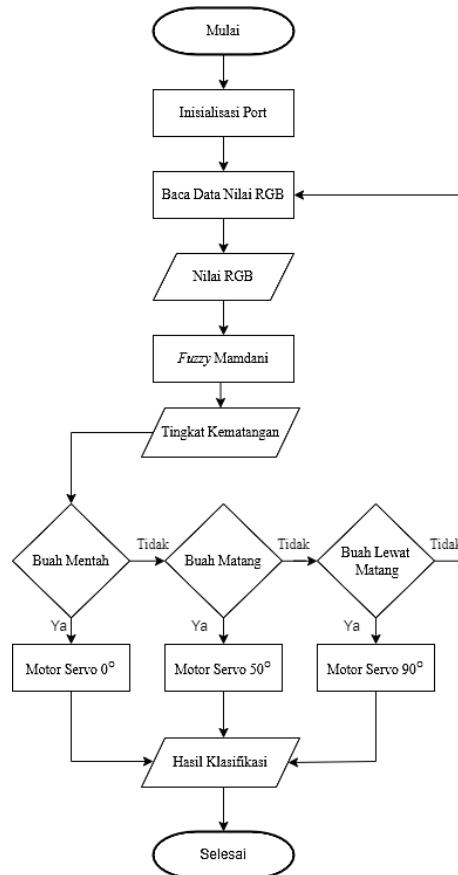 Mulai
Inisialisasi Port
Baca Data Nilai RGB
Nilai RGB
Fuzzy Mamdani
Tingkat Kematangan
Buah Mentah
Tidak
Buah Matang
Tidak
Buah Lewat
Matang
Tidak
Ya
Ya
Ya
Motor Servo 0°
Motor Servo 50°
Motor Servo 90°
Hasil Klasifikasi
Selesai